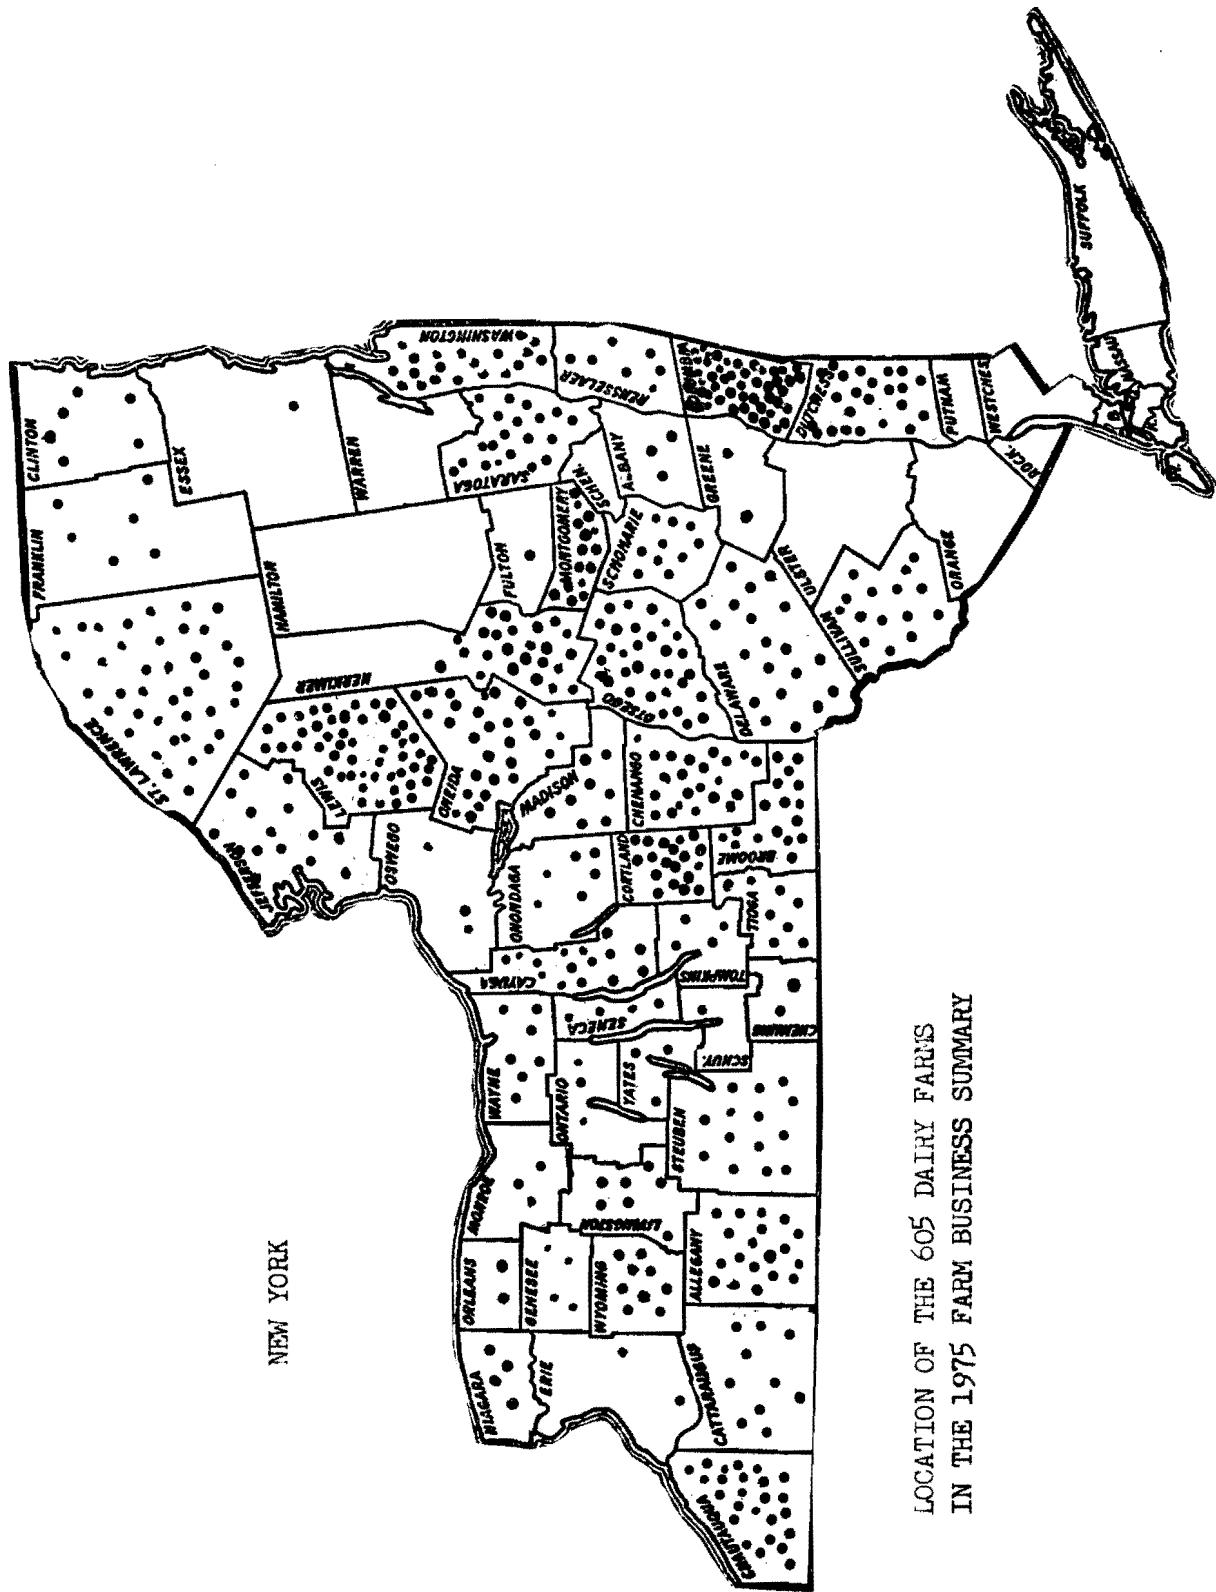 NEW YORK
CLINTON
FRANKLIN
ESSEX
ST. LAWRENCE
HAMILTON
WARREN
HERKIMER
LEWIS
JEFFERSON
WASHINGTON
SARATOGA
FULTON
ONEIDA
OSWEGO
MONTGOMERY
SCHEN.
RENSSELAER
ALBANY
SCHOHARIE
OTSEGO
MADISON
ONONDAGA
CAYUGA
WAYNE
MONROE
ORLEANS
NIAGARA
GENESEE
ERIE
ONTARIO
SENECA
YATES
LIVINGSTON
WYOMING
CORTLAND
CHENANGO
COLUMBIA
GREENE
DELAWARE
TOMPKINS
SCHUY.
STEUBEN
ALLEGANY
CATTARAUGUS
CHAUTAUQUA
TIOGA
BROOME
CHEMUNG
DUTCHESS
ULSTER
SULLIVAN
ORANGE
PUTNAM
WESTCHES.
ROCK.
NASSAU
SUFFOLK
LOCATION OF THE 605 DAIRY FARMS
IN THE 1975 FARM BUSINESS SUMMARY